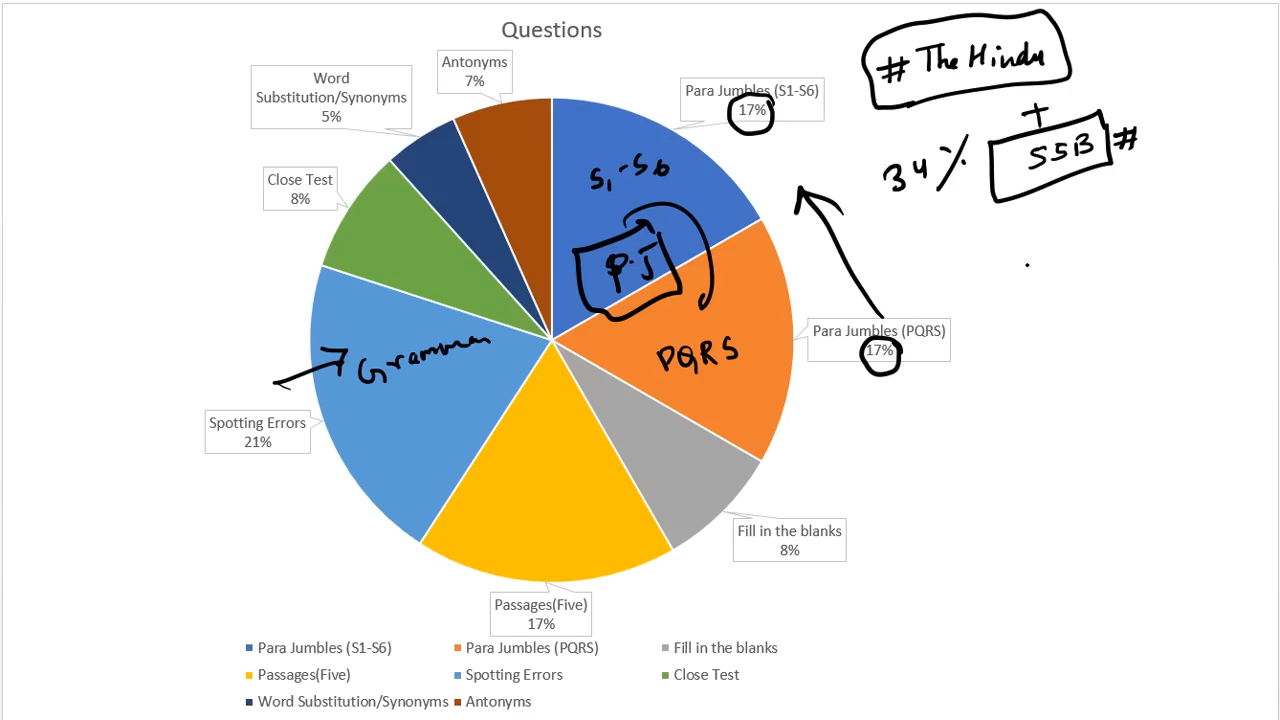 Questions
# The Hindu
Antonyms
7%
Word
Substitution/Synonyms
5%
Para Jumbles (S1-S6)
17%
+
34%
SSB #
Close Test
8%
S1-S6
P.J
Para Jumbles (PQRS)
17%
PQRS
Grammar
Spotting Errors
21%
Fill in the blanks
8%
Passages(Five)
17%
Para Jumbles (S1-S6)
Para Jumbles (PQRS)
Fill in the blanks
Passages(Five)
Spotting Errors
Close Test
Word Substitution/Synonyms
Antonyms